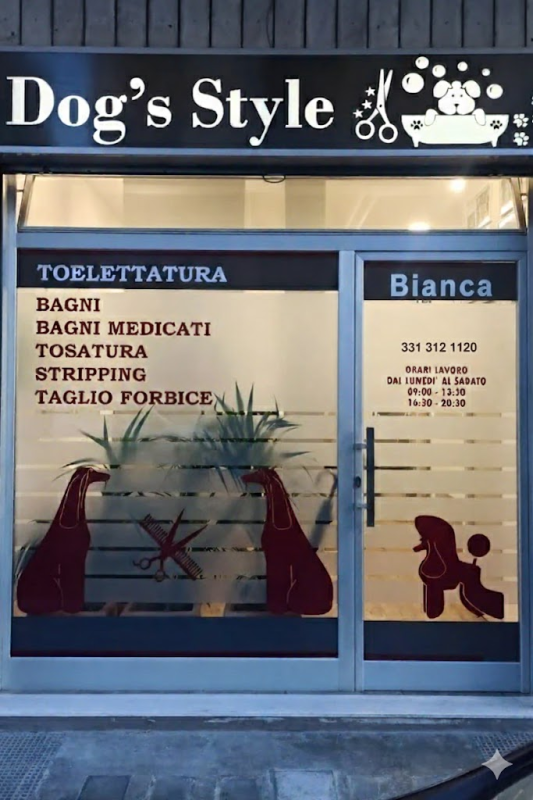 Dog's Style
TOELETTATURA
BAGNI
BAGNI MEDICATI
TOSATURA
STRIPPING
TAGLIO FORBICE
Bianca
331 312 1120
ORARI LAVORO
DAL LUNEDI' AL SADATO
09:00 - 13:30
16:30 - 20:30